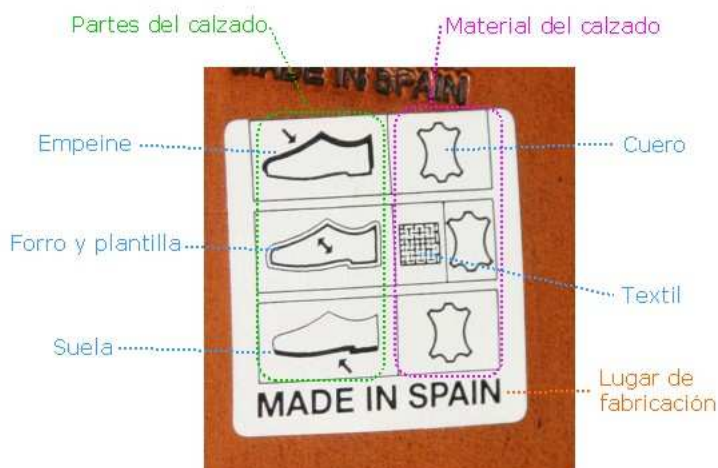 Partes del calzado
Material del calzado
MADE IN SPAIN
Empeine
Cuero
Forro y plantilla
Textil
Suela
MADE IN SPAIN
Lugar de
fabricación